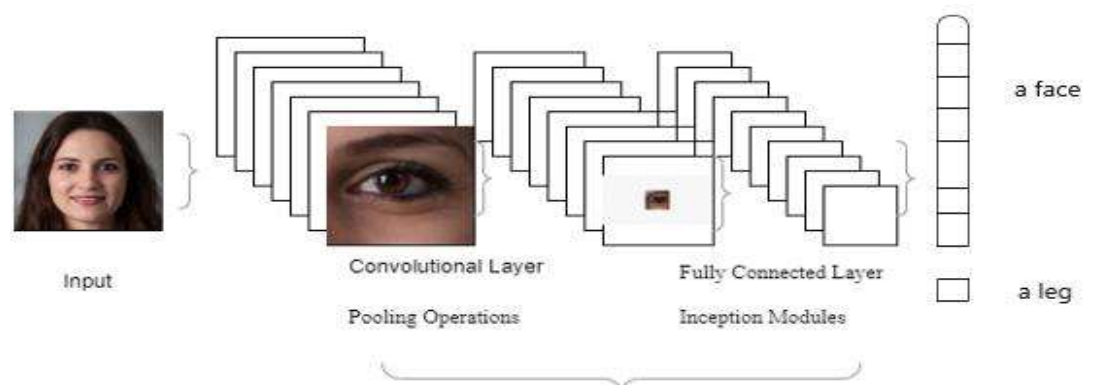 a face
Input
Convolutional Layer
Fully Connected Layer
a leg
Pooling Operations
Inception Modules